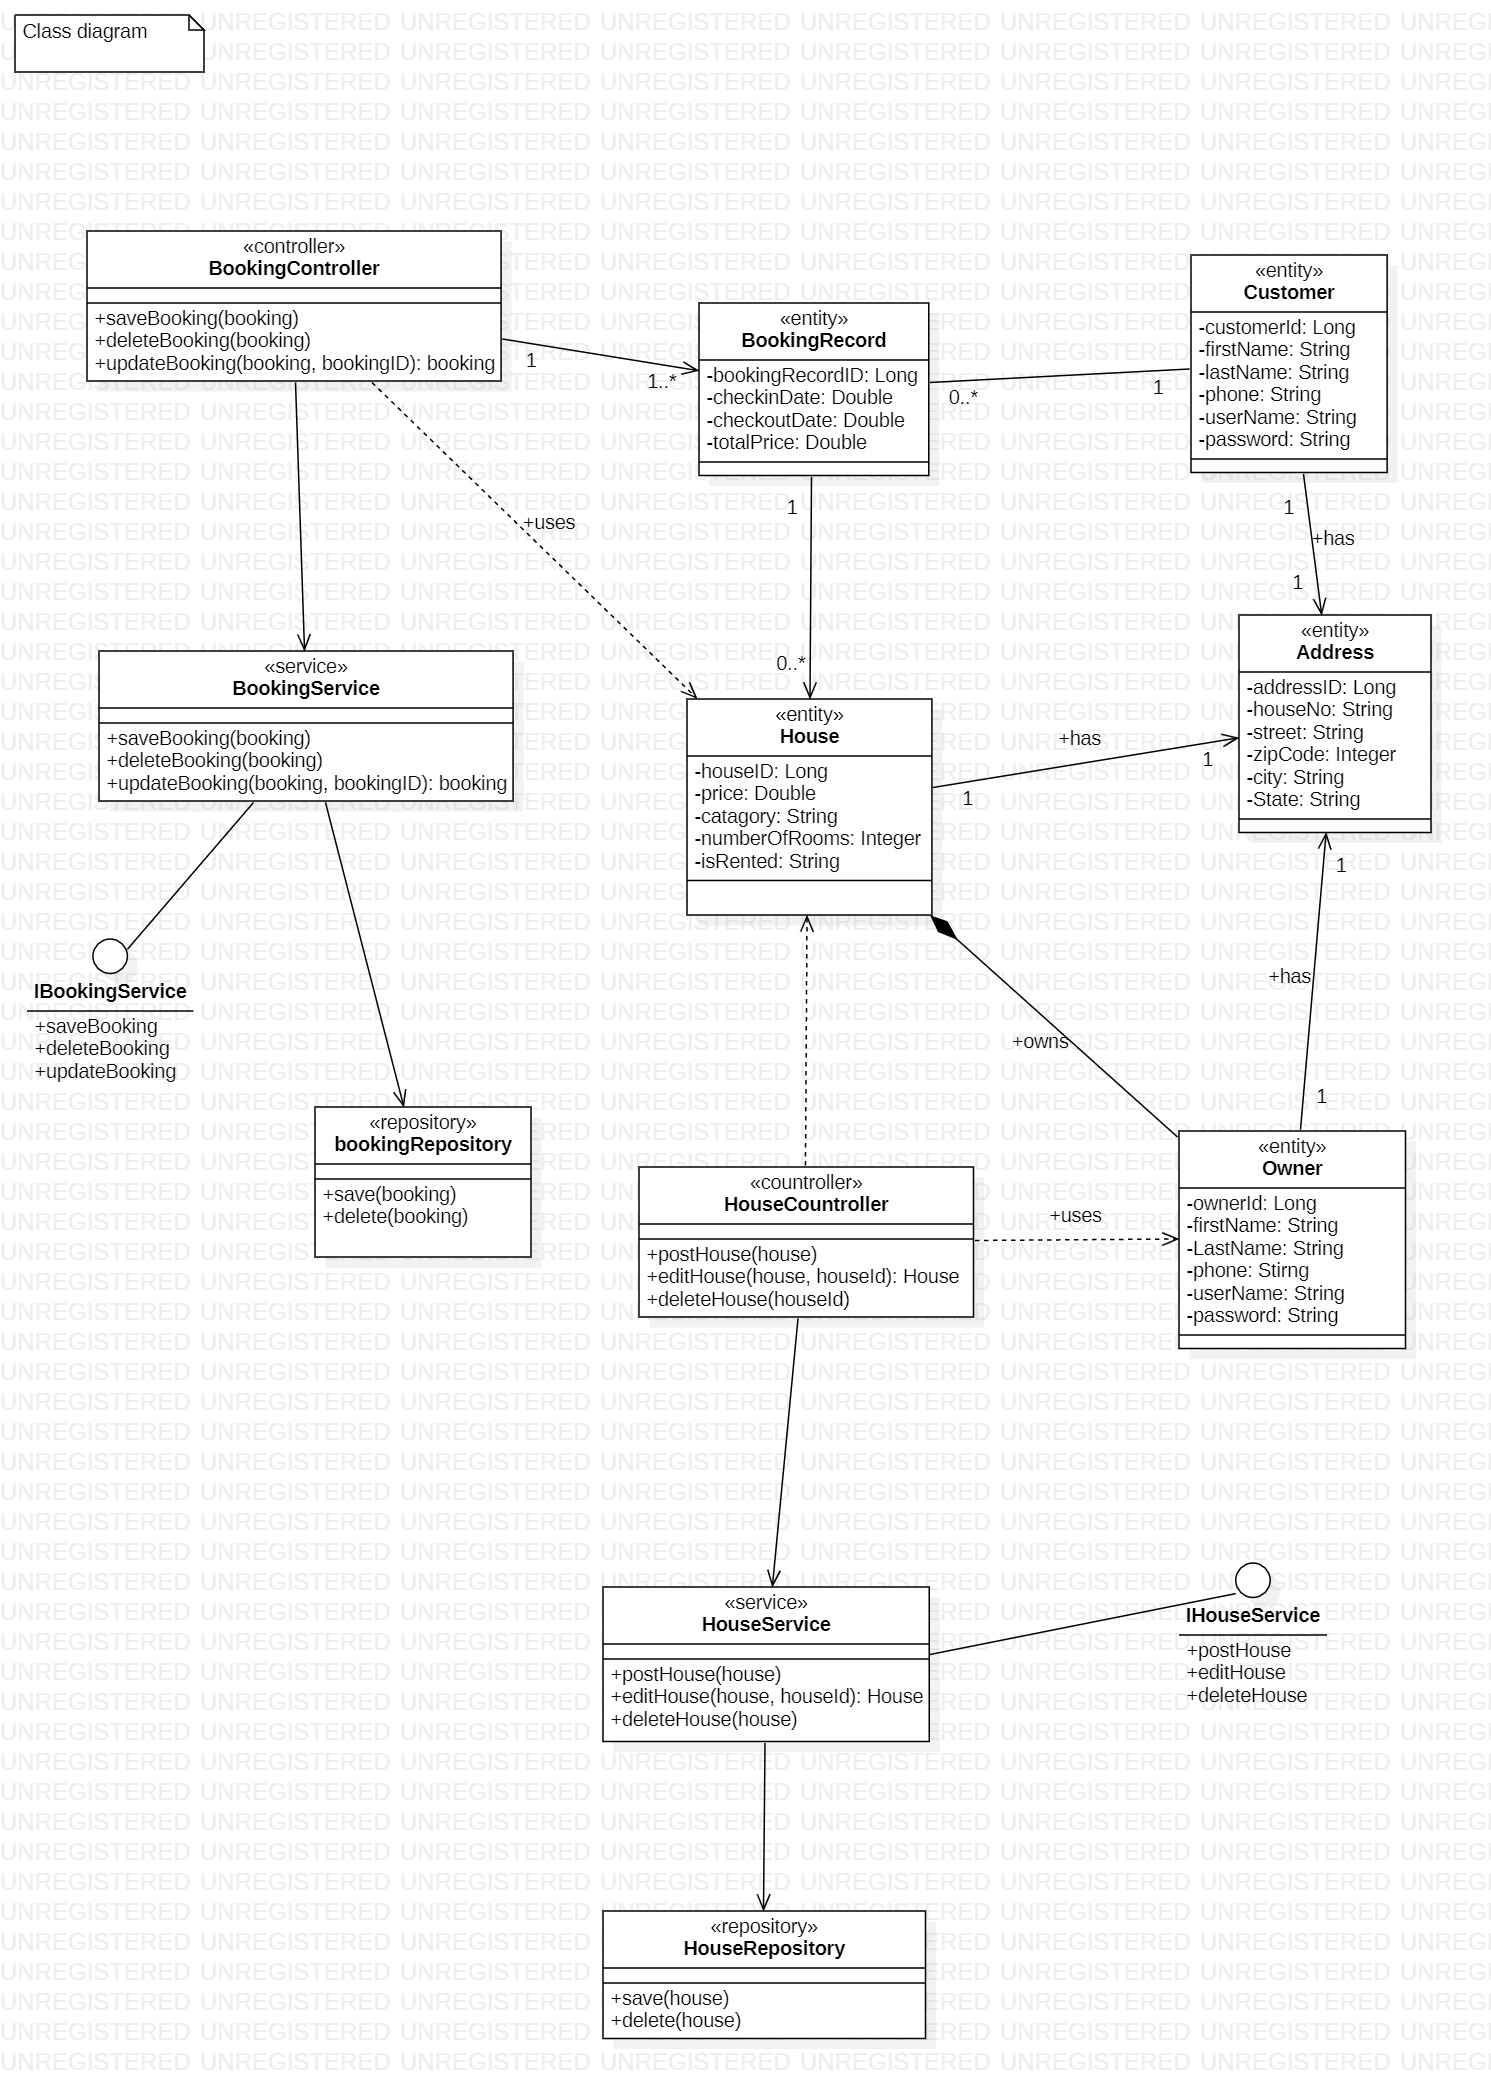 Class diagram
«controller»
BookingController
+saveBooking(booking)
+deleteBooking(booking)
+updateBooking(booking, bookingID): booking
1
1..*
«entity»
BookingRecord
-bookingRecordID: Long
-checkinDate: Double
-checkoutDate: Double
-totalPrice: Double
0..*
1
«entity»
Customer
-customerId: Long
-firstName: String
-lastName: String
-phone: String
-userName: String
-password: String
+uses
1
0..*
1
+has
1
«service»
BookingService
+saveBooking(booking)
+deleteBooking(booking)
+updateBooking(booking, bookingID): booking
«entity»
House
-houseID: Long
-price: Double
-catagory: String
-numberOfRooms: Integer
-isRented: String
+has
1
1
«entity»
Address
-addressID: Long
-houseNo: String
-street: String
-zipCode: Integer
-city: String
-State: String
1
+has
1
+owns
IBookingService
+saveBooking
+deleteBooking
+updateBooking
«repository»
bookingRepository
+save(booking)
+delete(booking)
«countroller»
HouseCountroller
+postHouse(house)
+editHouse(house, houseId): House
+deleteHouse(houseId)
+uses
«entity»
Owner
-ownerId: Long
-firstName: String
-LastName: String
-phone: Stirng
-userName: String
-password: String
«service»
HouseService
+postHouse(house)
+editHouse(house, houseId): House
+deleteHouse(house)
IHouseService
+postHouse
+editHouse
+deleteHouse
«repository»
HouseRepository
+save(house)
+delete(house)